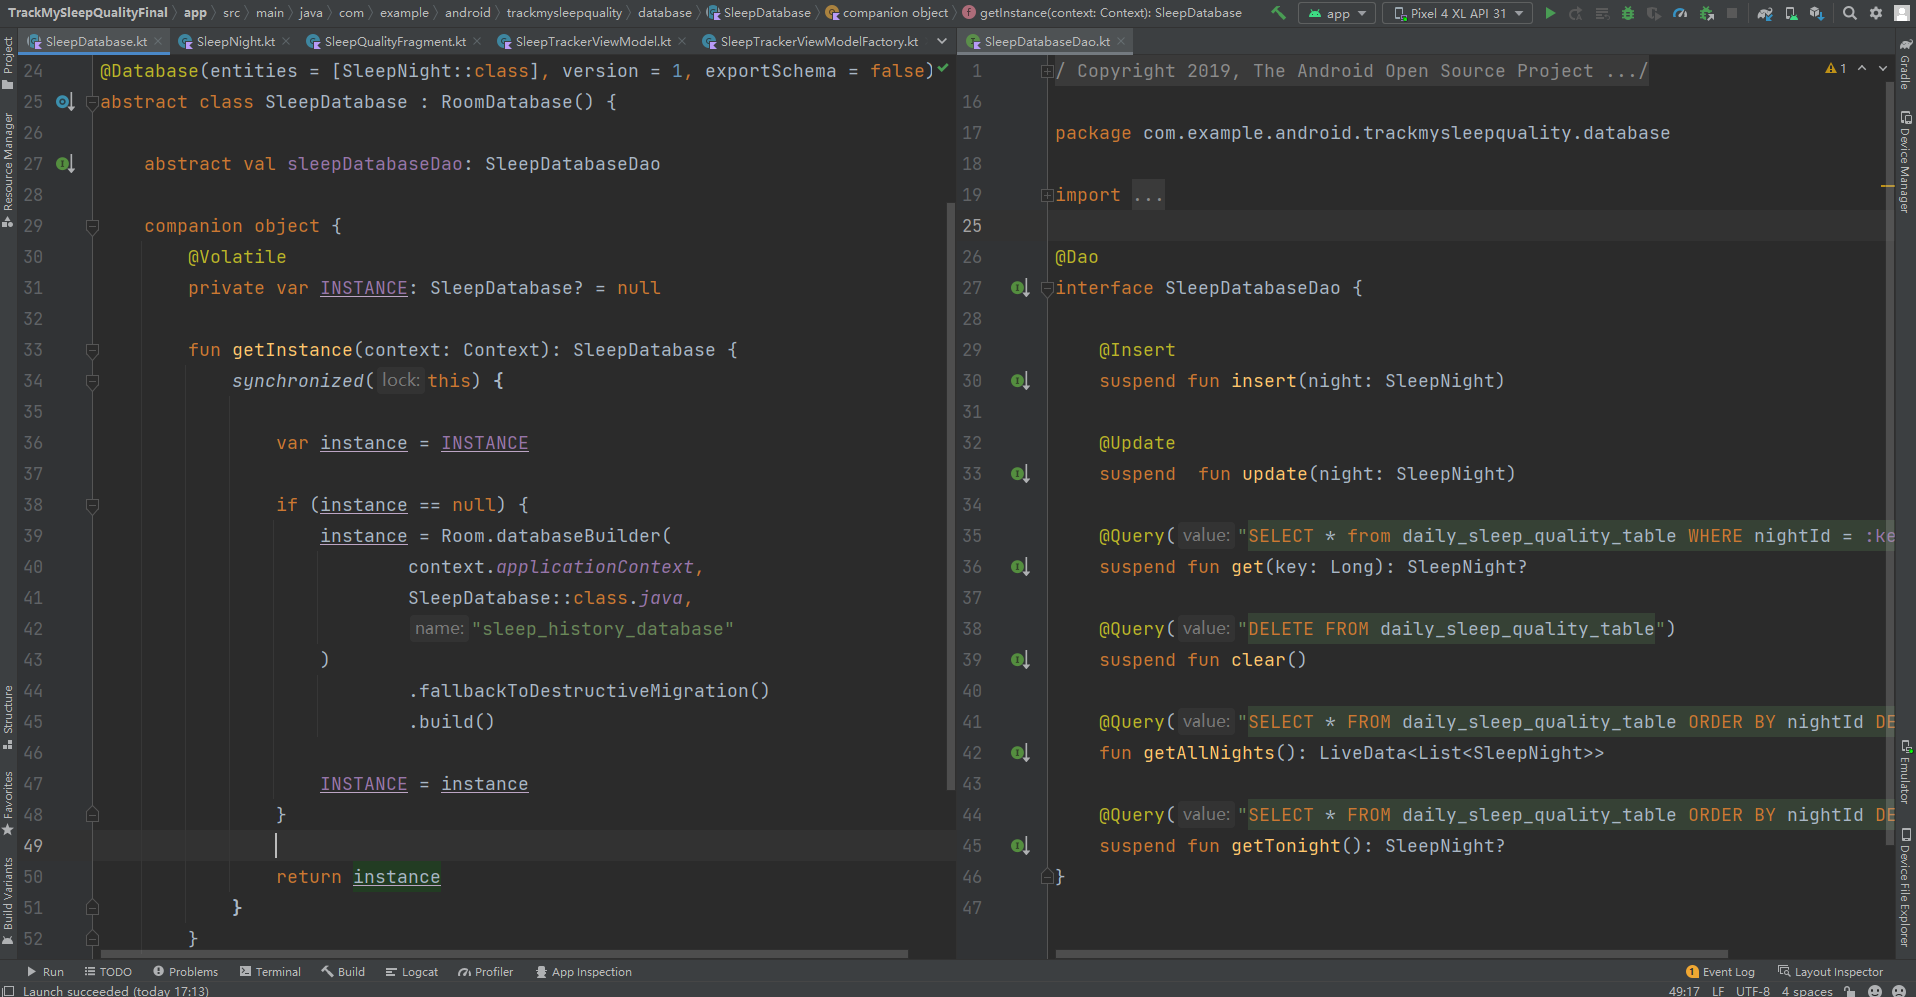 TrackMySleepQualityFinal app src main java com example android trackmysleepquality database SleepDatabase companion object getInstance(context: Context): SleepDatabase app Pixel 4 XL API 31
SleepDatabase.kt SleepNight.kt SleepQualityFragment.kt SleepTrackerViewModel.kt SleepTrackerViewModelFactory.kt
24 @Database(entities = [SleepNight::class], version = 1, exportSchema = false)
25 abstract class SleepDatabase : RoomDatabase() {
26
27 abstract val sleepDatabaseDao: SleepDatabaseDao
28
29 companion object {
30 @Volatile
31 private var INSTANCE: SleepDatabase? = null
32
33 fun getInstance(context: Context): SleepDatabase {
34 synchronized( lock: this) {
35
36 var instance = INSTANCE
37
38 if (instance == null) {
39 instance = Room.databaseBuilder(
40 context.applicationContext,
41 SleepDatabase::class.java,
42 name: "sleep_history_database"
43 )
44 .fallbackToDestructiveMigration()
45 .build()
46
47 INSTANCE = instance
48 }
49
50 return instance
51 }
52 }
SleepDatabaseDao.kt
1 / Copyright 2019, The Android Open Source Project .../
1
16
17 package com.example.android.trackmysleepquality.database
18
19 import ...
25
26 @Dao
27 interface SleepDatabaseDao {
28
29 @Insert
30 suspend fun insert(night: SleepNight)
31
32 @Update
33 suspend  fun update(night: SleepNight)
34
35 @Query( value: "SELECT * from daily_sleep_quality_table WHERE nightId = :ke
36 suspend fun get(key: Long): SleepNight?
37
38 @Query( value: "DELETE FROM daily_sleep_quality_table")
39 suspend fun clear()
40
41 @Query( value: "SELECT * FROM daily_sleep_quality_table ORDER BY nightId DE
42 fun getAllNights(): LiveData<List<SleepNight>>
43
44 @Query( value: "SELECT * FROM daily_sleep_quality_table ORDER BY nightId DE
45 suspend fun getTonight(): SleepNight?
46 }
47
Project
Resource Manager
Structure
Favorites
Build Variants
Gradle
Device Manager
Emulator
Device File Explorer
Run TODO Problems Terminal Build Logcat Profiler App Inspection 1 Event Log Layout Inspector
Launch succeeded (today 17:13) 49:17 LF UTF-8 4 spaces